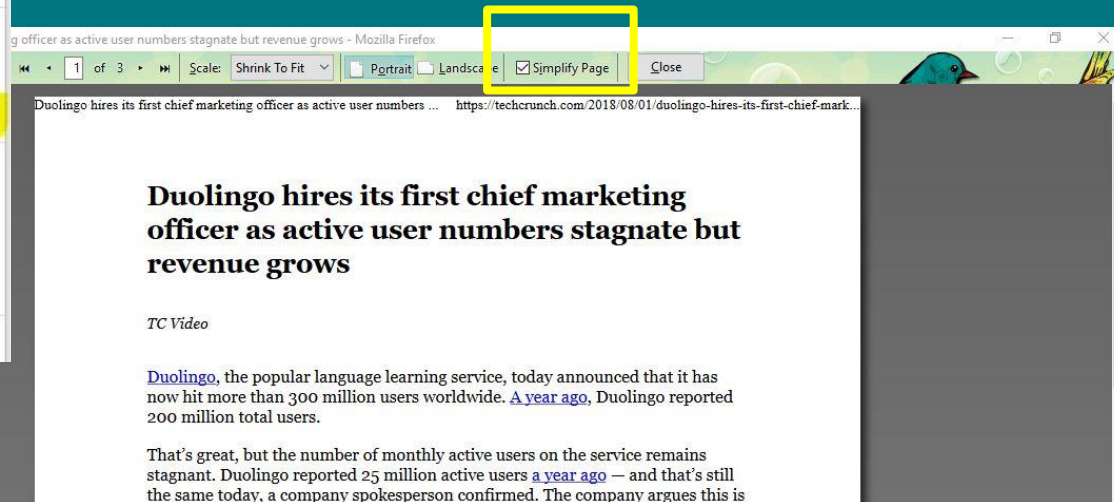 g officer as active user numbers stagnate but revenue grows - Mozilla Firefox
1 of 3 Scale: Shrink To Fit Portrait Landscape Simplify Page Close
Duolingo hires its first chief marketing officer as active user numbers ... https://techcrunch.com/2018/08/01/duolingo-hires-its-first-chief-mark...
Duolingo hires its first chief marketing
officer as active user numbers stagnate but
revenue grows
TC Video
Duolingo, the popular language learning service, today announced that it has
now hit more than 300 million users worldwide. A year ago, Duolingo reported
200 million total users.
That’s great, but the number of monthly active users on the service remains
stagnant. Duolingo reported 25 million active users a year ago — and that’s still
the same today, a company spokesperson confirmed. The company argues this is